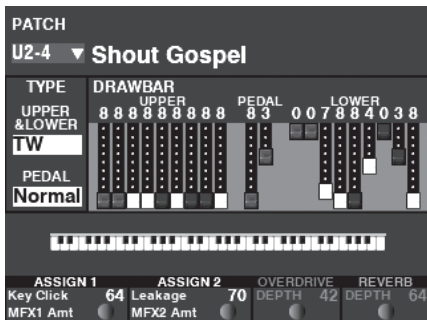 PATCH
U2-4 Shout Gospel
TYPE DRAWBAR
UPPER PEDAL LOWER
UPPER &LOWER
8 8 8 8 8 8 8 8 8 8 3 0 0 7 8 8 4 0 3 8
TW
PEDAL
Normal
ASSIGN 1 ASSIGN 2 OVERDRIVE REVERB
Key Click 64 Leakage 70 DEPTH 42 DEPTH 64
MFX1 Amt MFX2 Amt